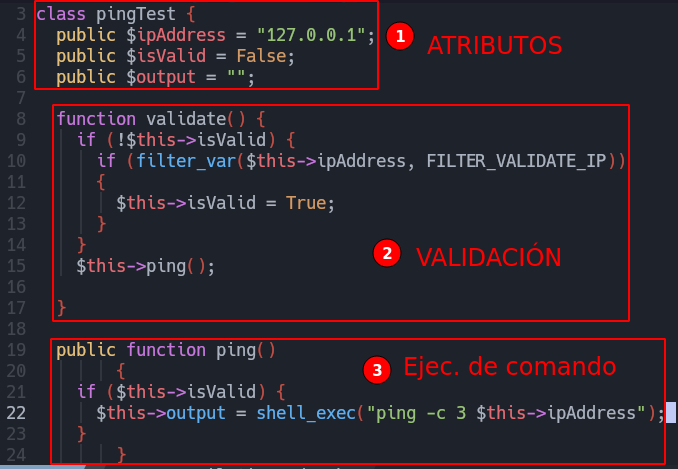 3 class pingTest {
4 public $ipAddress = "127.0.0.1";
1 ATRIBUTOS
5 public $isValid = False;
6 public $output = "";
7
8 function validate() {
9 if (!$this->isValid) {
10 if (filter_var($this->ipAddress, FILTER_VALIDATE_IP))
11 {
12 $this->isValid = True;
13 }
14 }
2 VALIDACIÓN
15 $this->ping();
16
17 }
18
19 public function ping()
3 Ejec. de comando
20 {
21 if ($this->isValid) {
22 $this->output = shell_exec("ping -c 3 $this->ipAddress");
23 }
24 }